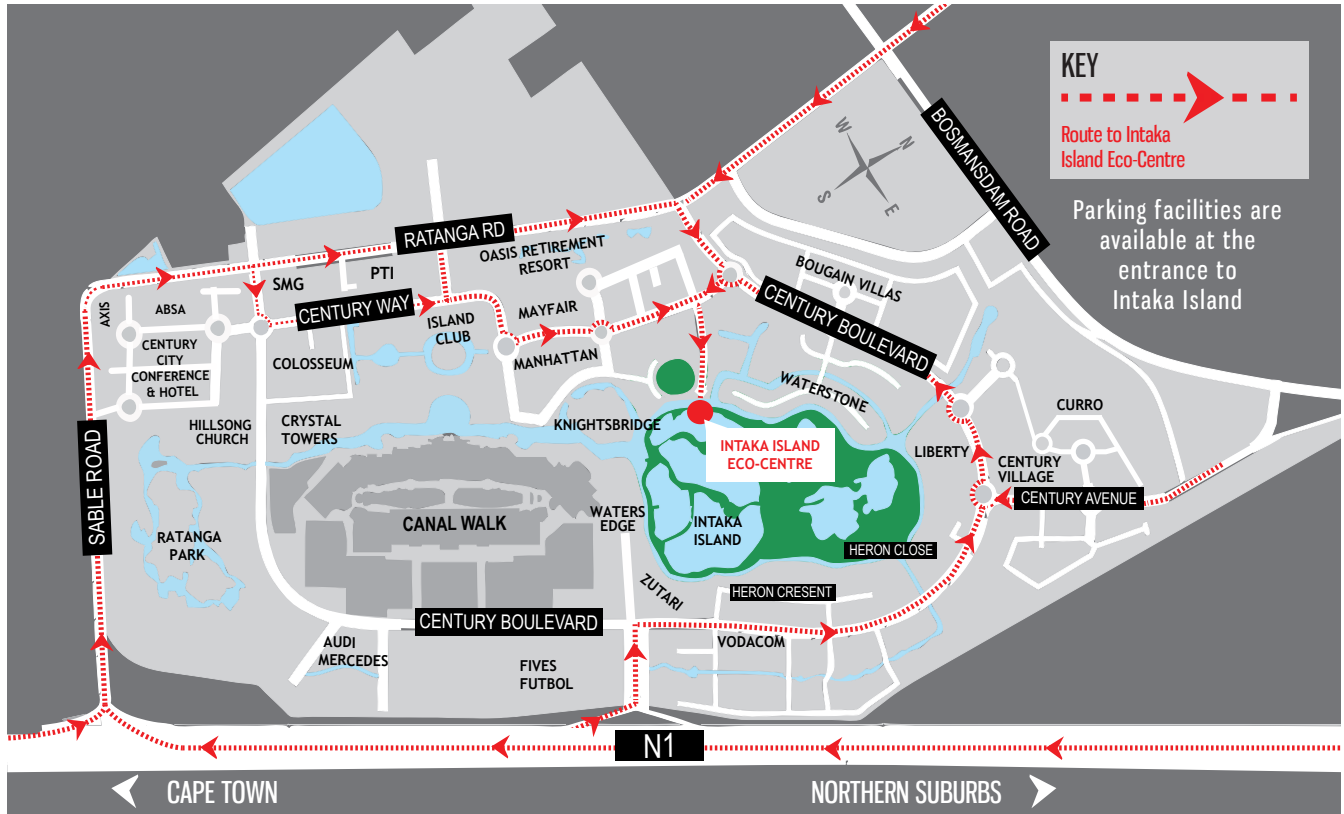 KEY
Route to Intaka
Island Eco-Centre
Parking facilities are
available at the
entrance to
Intaka Island
BOSMANSDAM ROAD
W
N
S
E
RATANGA RD
OASIS RETIREMENT
RESORT
SMG
PTI
BOUGAIN VILLAS
AXIS
ABSA
CENTURY WAY
ISLAND
CLUB
MAYFAIR
CENTURY BOULEVARD
CENTURY
CITY
CONFERENCE
& HOTEL
COLOSSEUM
MANHATTAN
WATERSTONE
CURRO
HILLSONG
CHURCH
CRYSTAL
TOWERS
KNIGHTSBRIDGE
INTAKA ISLAND
ECO-CENTRE
LIBERTY
CENTURY
VILLAGE
CENTURY AVENUE
SABLE ROAD
RATANGA
PARK
CANAL WALK
WATERS
EDGE
INTAKA
ISLAND
HERON CLOSE
ZUTARI
HERON CRESENT
CENTURY BOULEVARD
VODACOM
AUDI
MERCEDES
FIVES
FUTBOL
N1
CAPE TOWN
NORTHERN SUBURBS